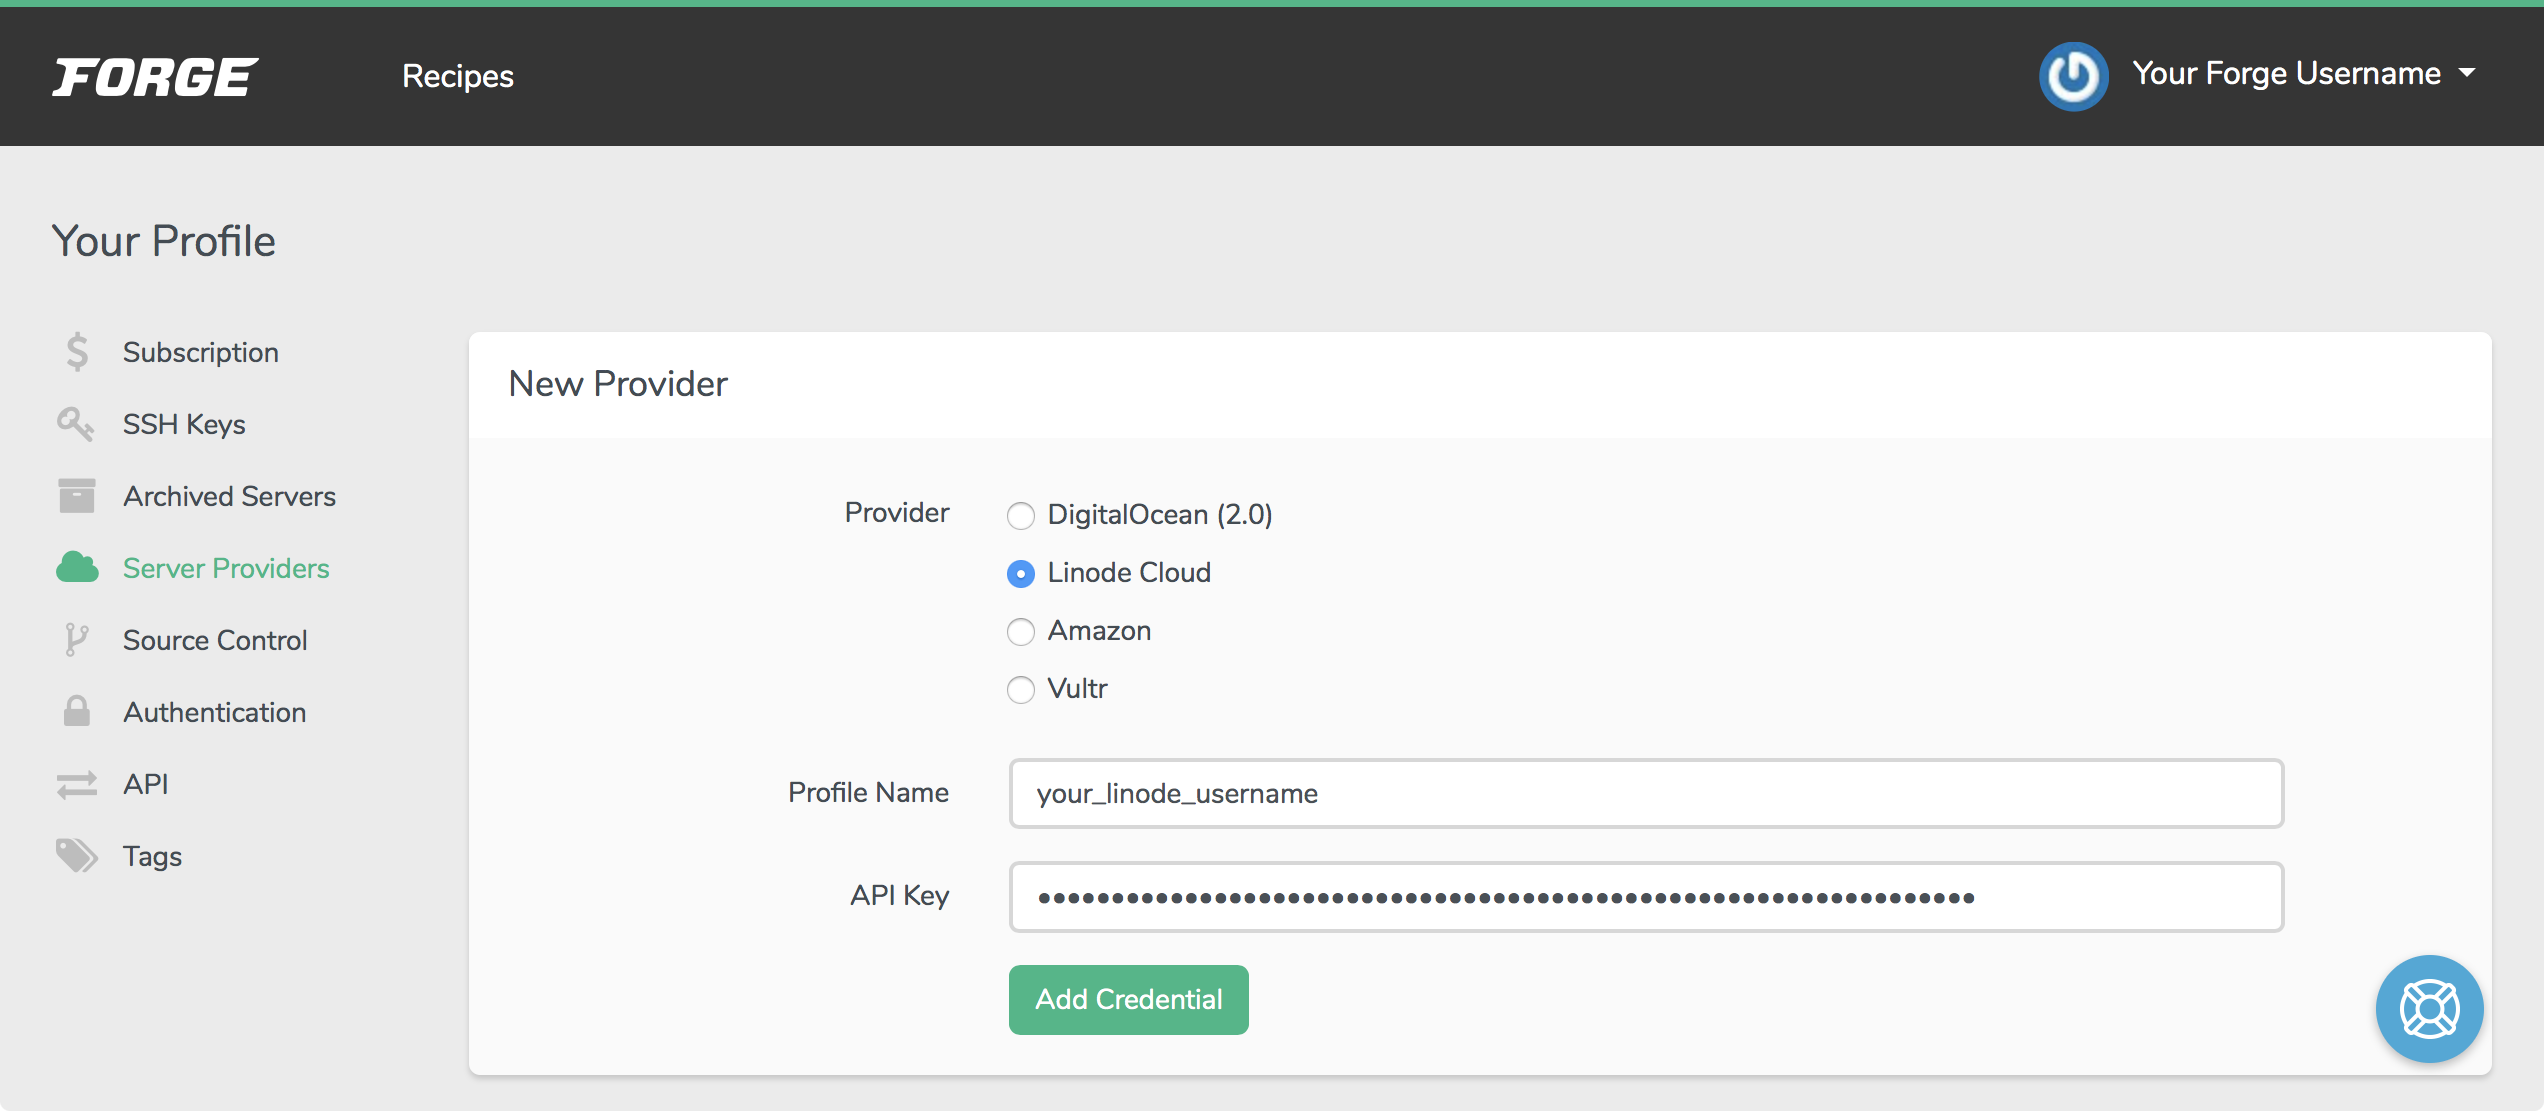 FORGE
Recipes
Your Forge Username
Your Profile
Subscription
SSH Keys
Archived Servers
Server Providers
Source Control
Authentication
API
Tags
New Provider
Provider
DigitalOcean (2.0)
Linode Cloud
Amazon
Vultr
Profile Name
your_linode_username
API Key
Add Credential